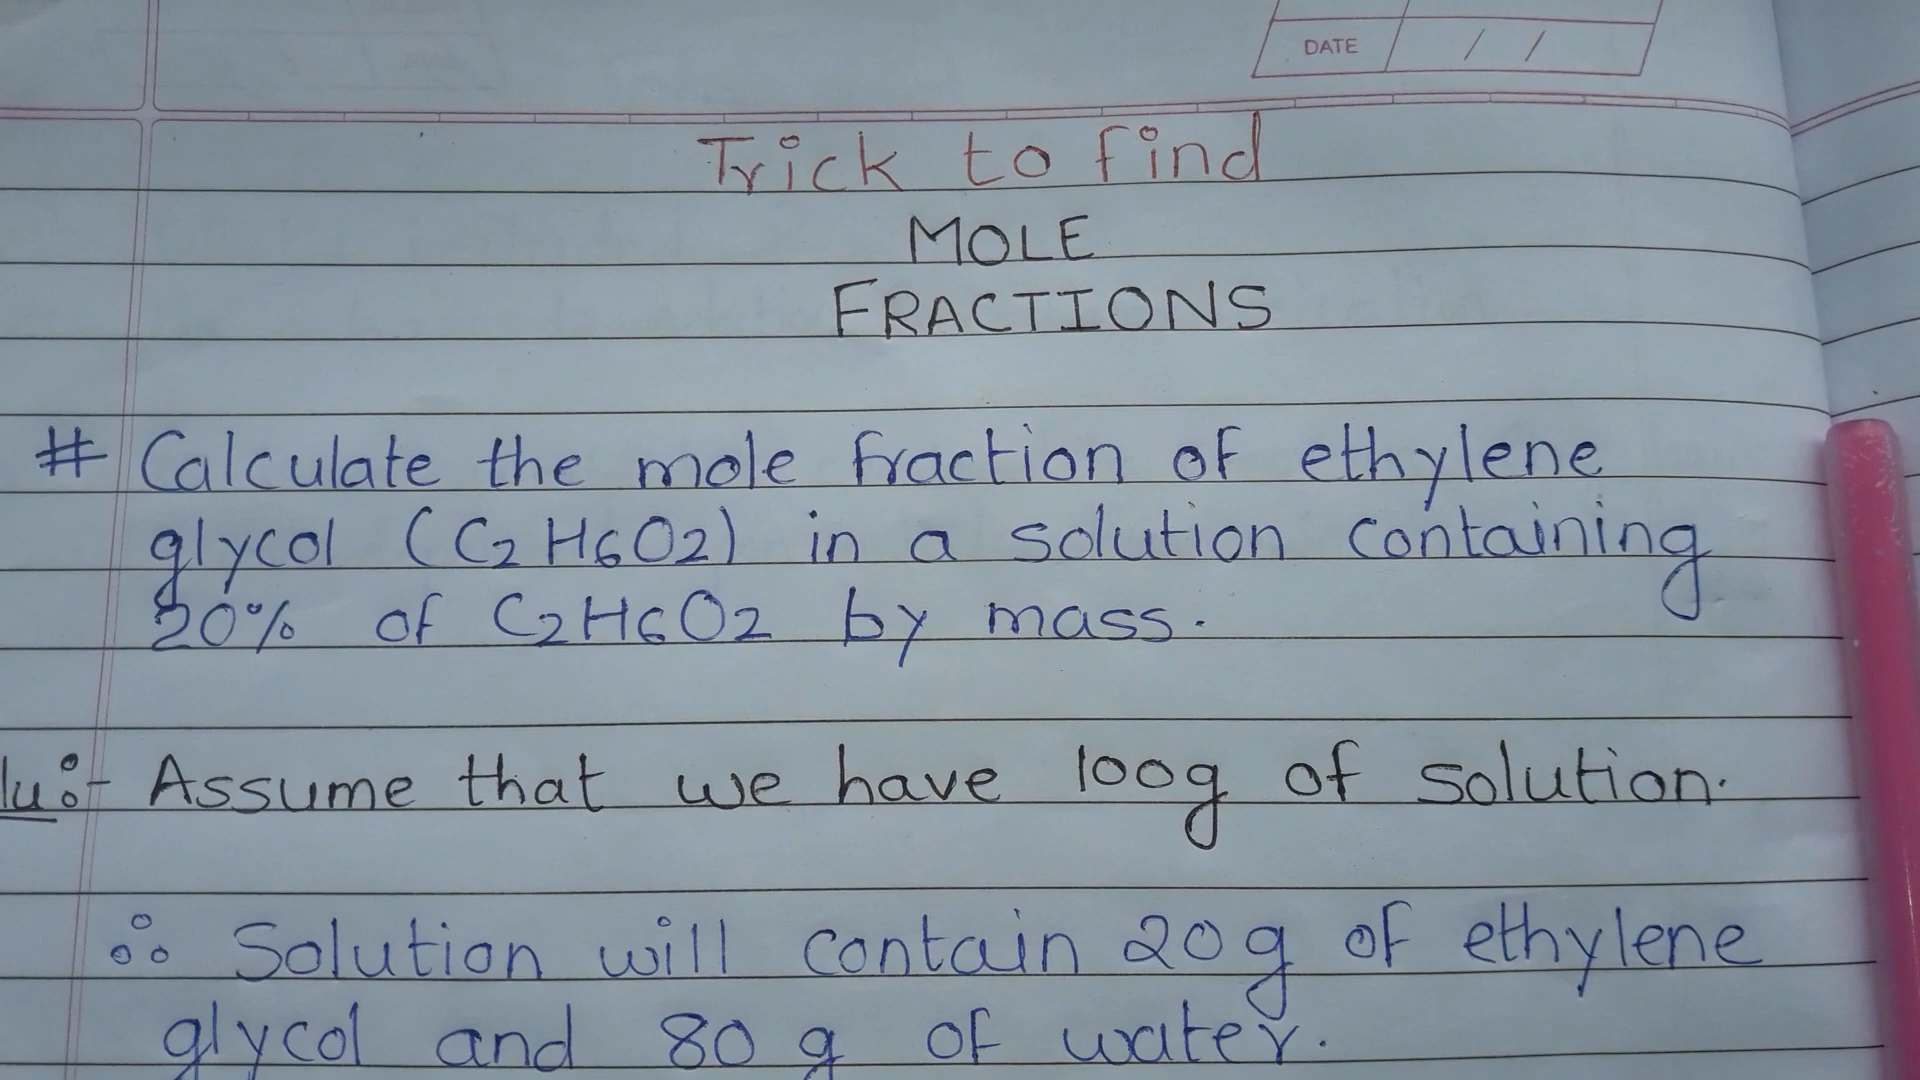 DATE / /
Trick to find
MOLE
FRACTIONS
# Calculate the mole fraction of ethylene
glycol (C2H6O2) in a solution containing
20% of C2H6O2 by mass.
lu:- Assume that we have 100g of solution.
∴ Solution will contain 20g of ethylene
glycol and 80 g of water.